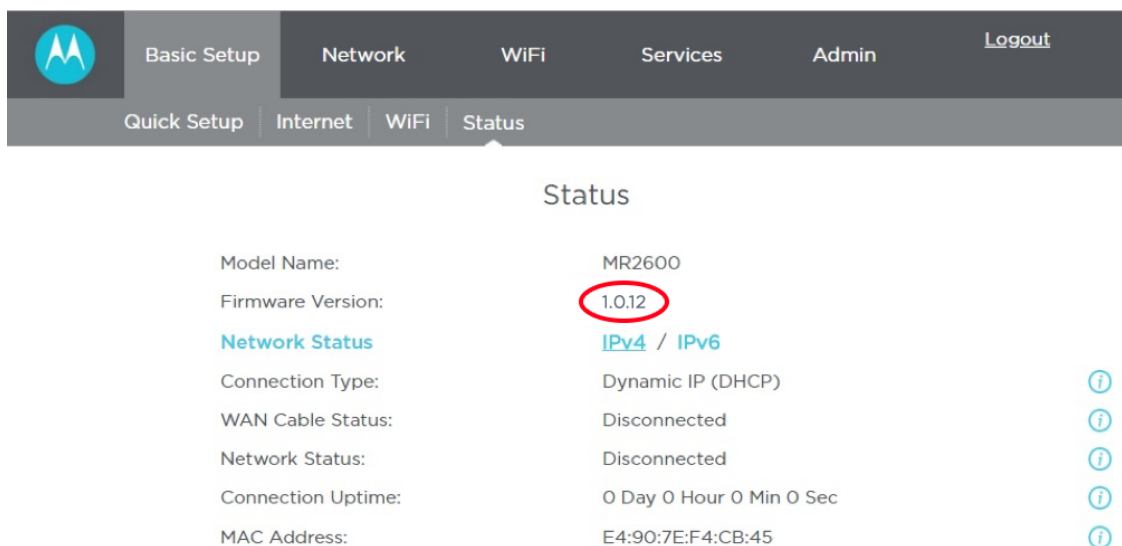 Basic Setup Network WiFi Services Admin Logout
Quick Setup Internet WiFi Status
Status
Model Name: MR2600
Firmware Version: 1.0.12
Network Status IPv4 / IPv6
Connection Type: Dynamic IP (DHCP)
WAN Cable Status: Disconnected
Network Status: Disconnected
Connection Uptime: 0 Day 0 Hour 0 Min 0 Sec
MAC Address: E4:90:7E:F4:CB:45